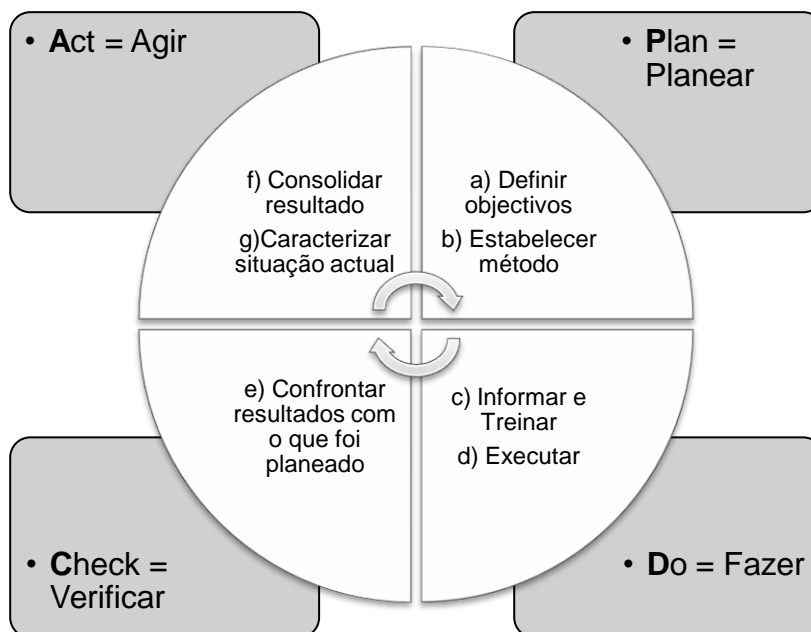 • Act = Agir
• Plan =
Planear
f) Consolidar
resultado
g)Caracterizar
situação actual
a) Definir
objectivos
b) Estabelecer
método
e) Confrontar
resultados com
o que foi
planeado
c) Informar e
Treinar
d) Executar
• Check =
Verificar
• Do = Fazer